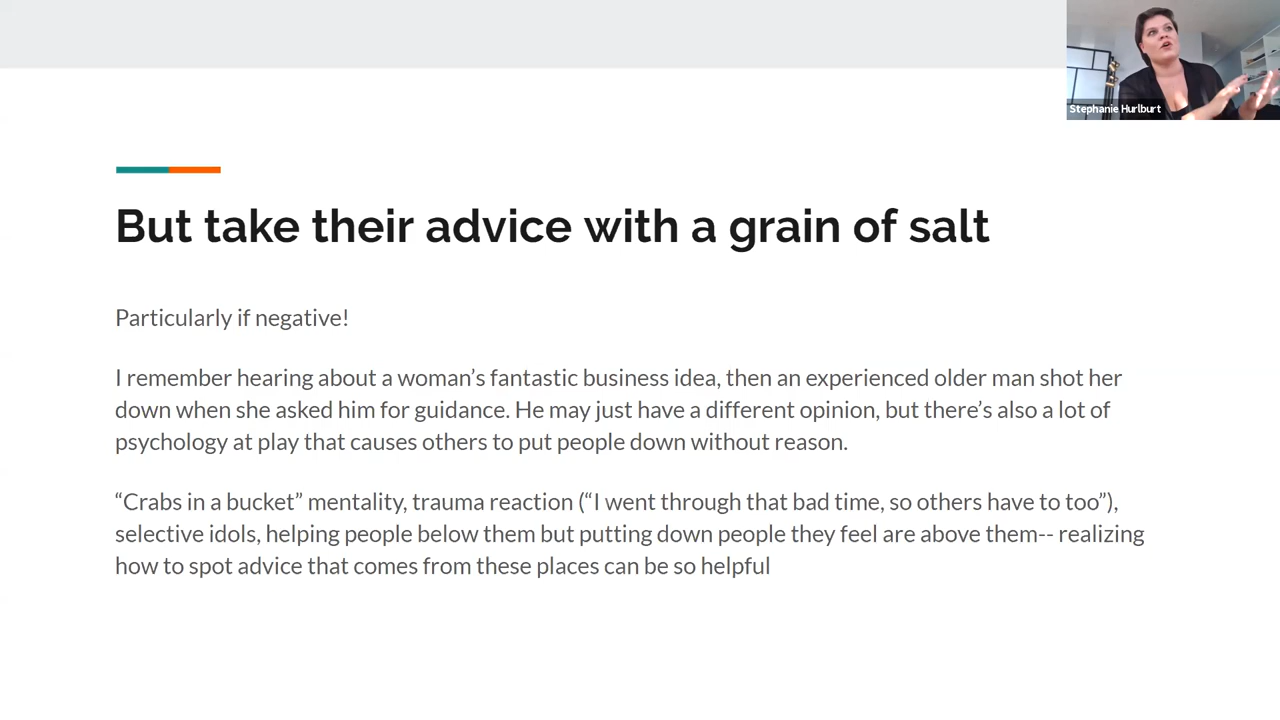 Stephanie Hurlburt
But take their advice with a grain of salt
Particularly if negative!
I remember hearing about a woman’s fantastic business idea, then an experienced older man shot her
down when she asked him for guidance. He may just have a different opinion, but there’s also a lot of
psychology at play that causes others to put people down without reason.
“Crabs in a bucket” mentality, trauma reaction (“I went through that bad time, so others have to too”),
selective idols, helping people below them but putting down people they feel are above them-- realizing
how to spot advice that comes from these places can be so helpful